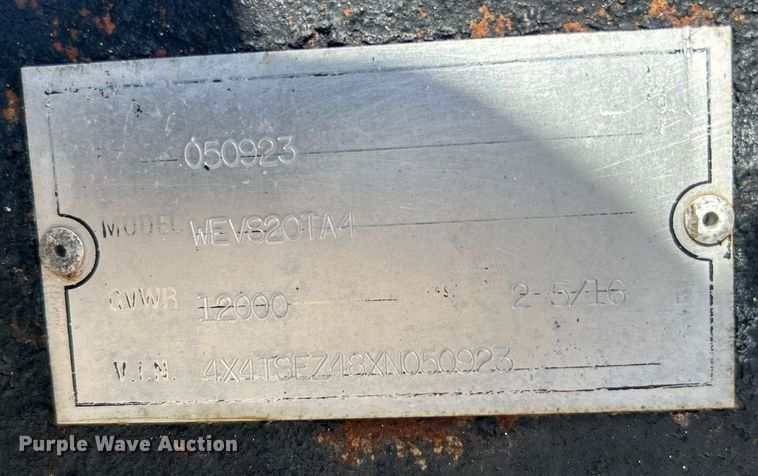 050923
MODEL WEV820TA4
GVWR 12000 2-5/16
V.I.N. 4X4TSEZ48XN050923
Purple Wave Auction